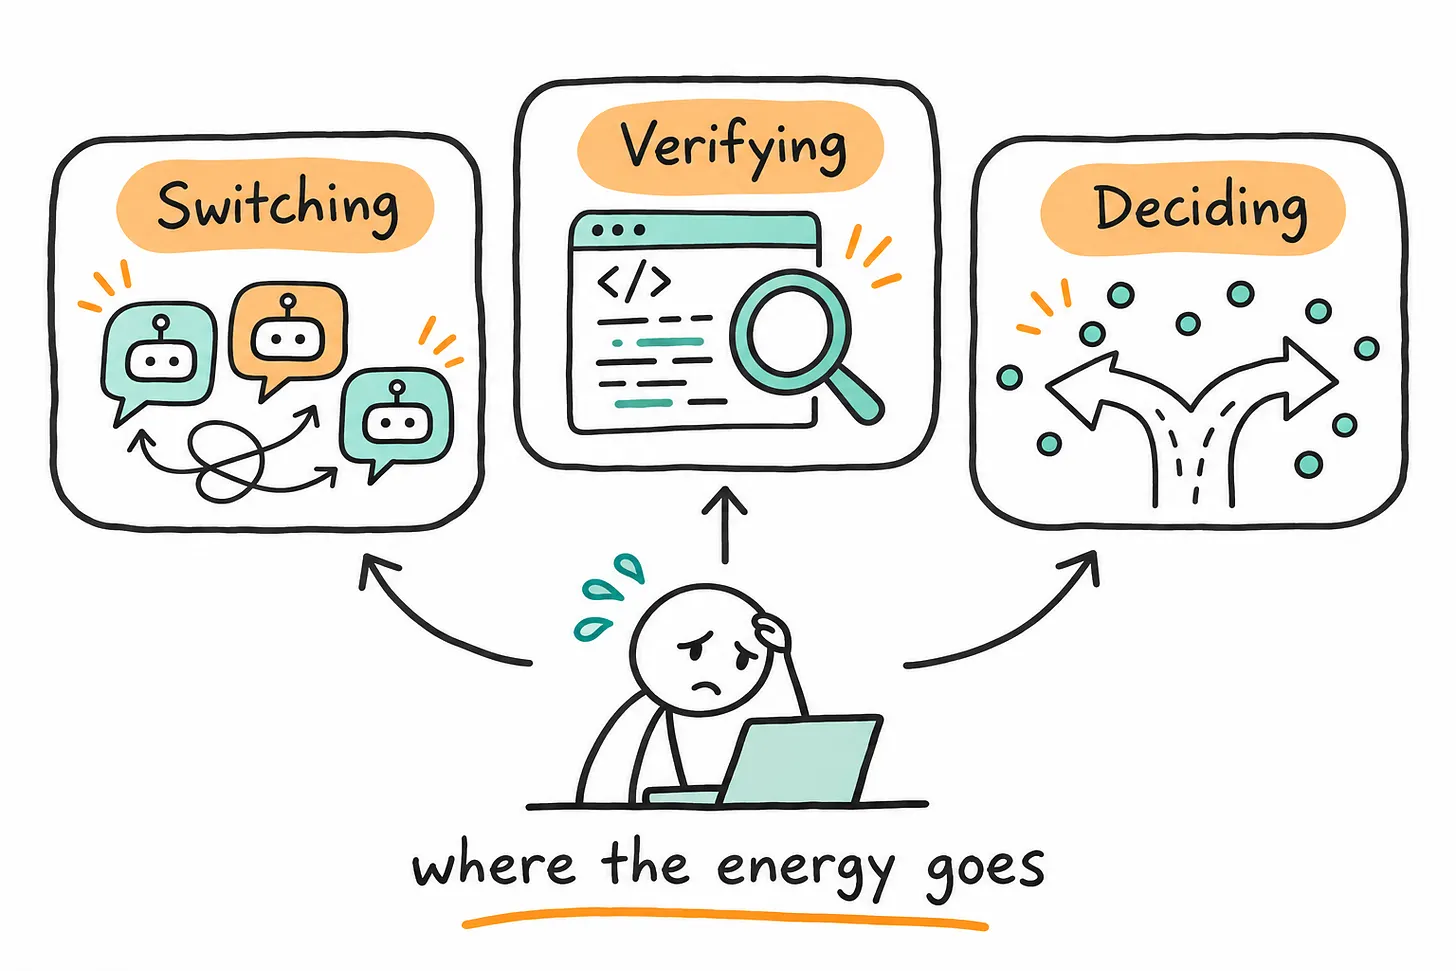 Switching
Verifying
Deciding
</>
where the energy goes